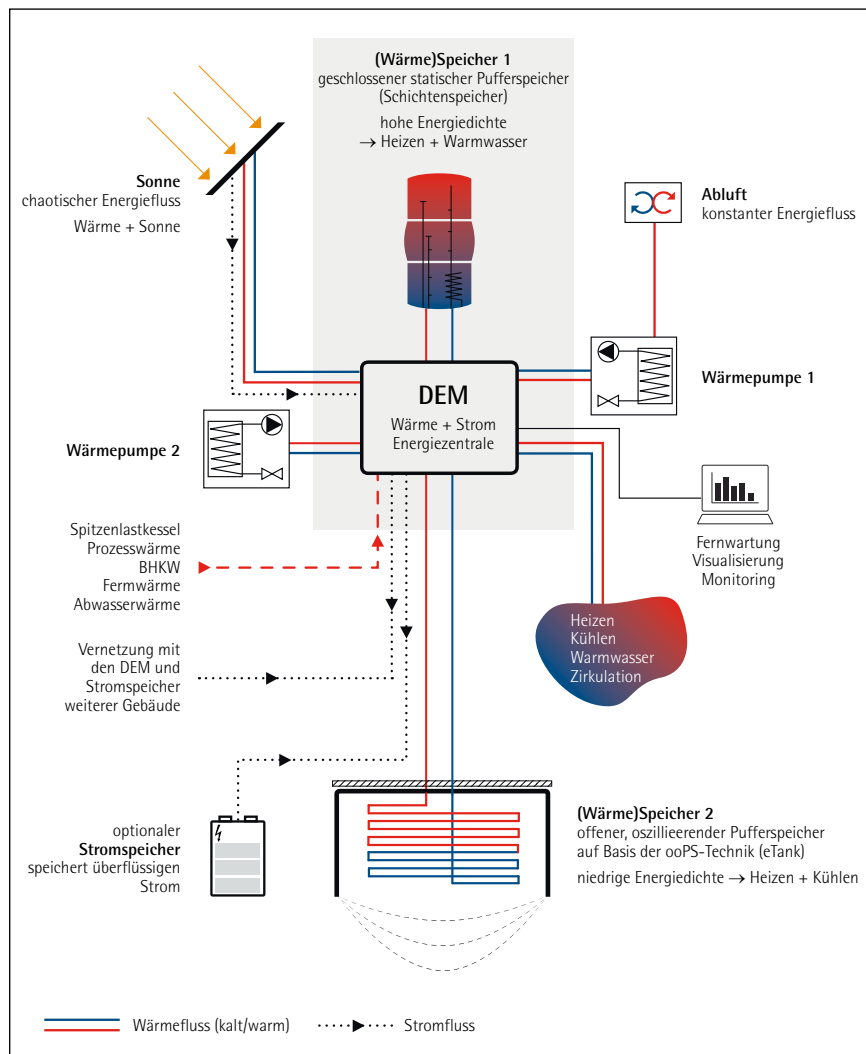 (Wärme)Speicher 1
geschlossener statischer Pufferspeicher
(Schichtenspeicher)
hohe Energiedichte
→ Heizen + Warmwasser
Sonne
chaotischer Energiefluss
Wärme + Sonne
Abluft
konstanter Energiefluss
Wärmepumpe 1
DEM
Wärme + Strom
Energiezentrale
Wärmepumpe 2
Spitzenlastkessel
Prozesswärme
BHKW
Fermwärme
Abwasserwärme
Fernwartung
Visualisierung
Monitoring
Heizen
Kühlen
Warmwasser
Zirkulation
Vernetzung mit
den DEM und
Stromspeicher
weiterer Gebäude
optionaler
Stromspeicher
speichert überflüssigen
Strom
(Wärme)Speicher 2
offener, oszillieerender Pufferspeicher
auf Basis der ooPS-Technik (eTank)
niedrige Energiedichte → Heizen + Kühlen
Wärmefluss (kalt/warm)
Stromfluss